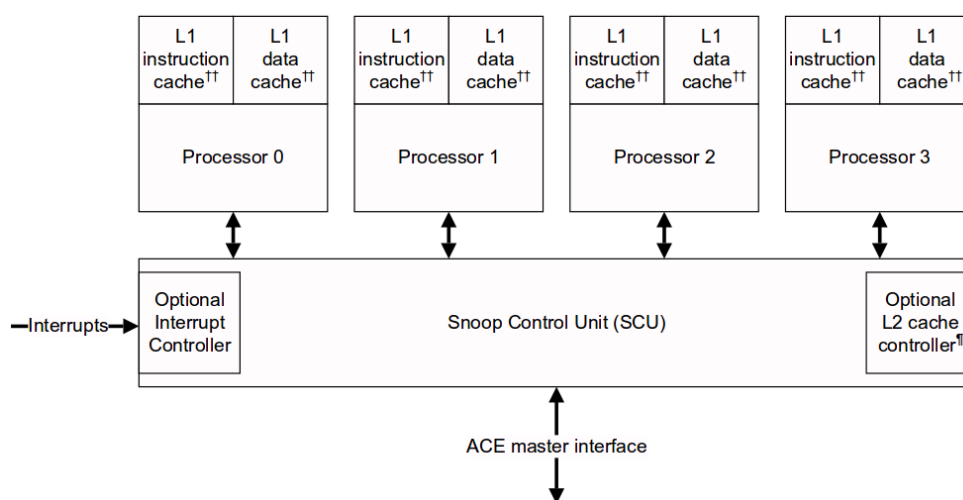 L1
instruction
cache††
L1
data
cache††
L1
instruction
cache††
L1
data
cache††
L1
instruction
cache††
L1
data
cache††
L1
instruction
cache††
L1
data
cache††
Processor 0
Processor 1
Processor 2
Processor 3
Interrupts
Optional
Interrupt
Controller
Snoop Control Unit (SCU)
Optional
L2 cache
controller¶
ACE master interface